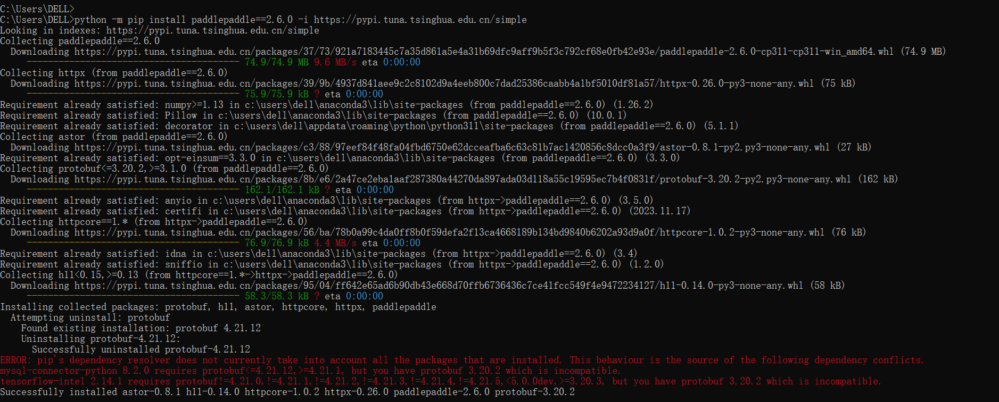 C:\Users\DELL>
C:\Users\DELL>python -m pip install paddlepaddle==2.6.0 -i https://pypi.tuna.tsinghua.edu.cn/simple
Looking in indexes: https://pypi.tuna.tsinghua.edu.cn/simple
Collecting paddlepaddle==2.6.0
  Downloading https://pypi.tuna.tsinghua.edu.cn/packages/37/73/921a7183445c7a35d861a5e4a31b69dfc9aff9b5f3c792cf68e0fb42e93e/paddlepaddle-2.6.0-cp311-cp311-win_amd64.whl (74.9 MB)
     ---------------------------------------- 74.9/74.9 MB 9.6 MB/s eta 0:00:00
Collecting httpx (from paddlepaddle==2.6.0)
  Downloading https://pypi.tuna.tsinghua.edu.cn/packages/39/9b/4937d841aee9c2c8102d9a4eeb800c7dad25386caabb4a1bf5010df81a57/httpx-0.26.0-py3-none-any.whl (75 kB)
     ---------------------------------------- 75.9/75.9 kB ? eta 0:00:00
Requirement already satisfied: numpy>=1.13 in c:\users\dell\anaconda3\lib\site-packages (from paddlepaddle==2.6.0) (1.26.2)
Requirement already satisfied: Pillow in c:\users\dell\anaconda3\lib\site-packages (from paddlepaddle==2.6.0) (10.0.1)
Requirement already satisfied: decorator in c:\users\dell\appdata\roaming\python\python311\site-packages (from paddlepaddle==2.6.0) (5.1.1)
Collecting astor (from paddlepaddle==2.6.0)
  Downloading https://pypi.tuna.tsinghua.edu.cn/packages/c3/88/97eef84f48fa04fbd6750e62dcceafba6c63c81b7ac1420856c8dcc0a3f9/astor-0.8.1-py2.py3-none-any.whl (27 kB)
Requirement already satisfied: opt-einsum==3.3.0 in c:\users\dell\anaconda3\lib\site-packages (from paddlepaddle==2.6.0) (3.3.0)
Collecting protobuf<=3.20.2,>=3.1.0 (from paddlepaddle==2.6.0)
  Downloading https://pypi.tuna.tsinghua.edu.cn/packages/8b/e6/2a47ce2eba1aaf287380a44270da897ada03d118a55c19595ec7b4f0831f/protobuf-3.20.2-py2.py3-none-any.whl (162 kB)
     ---------------------------------------- 162.1/162.1 kB ? eta 0:00:00
Requirement already satisfied: anyio in c:\users\dell\anaconda3\lib\site-packages (from httpx->paddlepaddle==2.6.0) (3.5.0)
Requirement already satisfied: certifi in c:\users\dell\anaconda3\lib\site-packages (from httpx->paddlepaddle==2.6.0) (2023.11.17)
Collecting httpcore==1.* (from httpx->paddlepaddle==2.6.0)
  Downloading https://pypi.tuna.tsinghua.edu.cn/packages/56/ba/78b0a99c4da0ff8b0f59defa2f13ca4668189b134bd9840b6202a93d9a0f/httpcore-1.0.2-py3-none-any.whl (76 kB)
     ---------------------------------------- 76.9/76.9 kB 4.4 MB/s eta 0:00:00
Requirement already satisfied: idna in c:\users\dell\anaconda3\lib\site-packages (from httpx->paddlepaddle==2.6.0) (3.4)
Requirement already satisfied: sniffio in c:\users\dell\anaconda3\lib\site-packages (from httpx->paddlepaddle==2.6.0) (1.2.0)
Collecting h11<0.15,>=0.13 (from httpcore==1.*->httpx->paddlepaddle==2.6.0)
  Downloading https://pypi.tuna.tsinghua.edu.cn/packages/95/04/ff642e65ad6b90db43e668d70ffb6736436c7ce41fcc549f4e9472234127/h11-0.14.0-py3-none-any.whl (58 kB)
     ---------------------------------------- 58.3/58.3 kB ? eta 0:00:00
Installing collected packages: protobuf, h11, astor, httpcore, httpx, paddlepaddle
  Attempting uninstall: protobuf
    Found existing installation: protobuf 4.21.12
    Uninstalling protobuf-4.21.12:
      Successfully uninstalled protobuf-4.21.12
ERROR: pip's dependency resolver does not currently take into account all the packages that are installed. This behaviour is the source of the following dependency conflicts.
mysql-connector-python 8.2.0 requires protobuf<=4.21.12,>=4.21.1, but you have protobuf 3.20.2 which is incompatible.
tensorflow-intel 2.14.1 requires protobuf!=4.21.0,!=4.21.1,!=4.21.2,!=4.21.3,!=4.21.4,!=4.21.5,<5.0.0dev,>=3.20.3, but you have protobuf 3.20.2 which is incompatible.
Successfully installed astor-0.8.1 h11-0.14.0 httpcore-1.0.2 httpx-0.26.0 paddlepaddle-2.6.0 protobuf-3.20.2